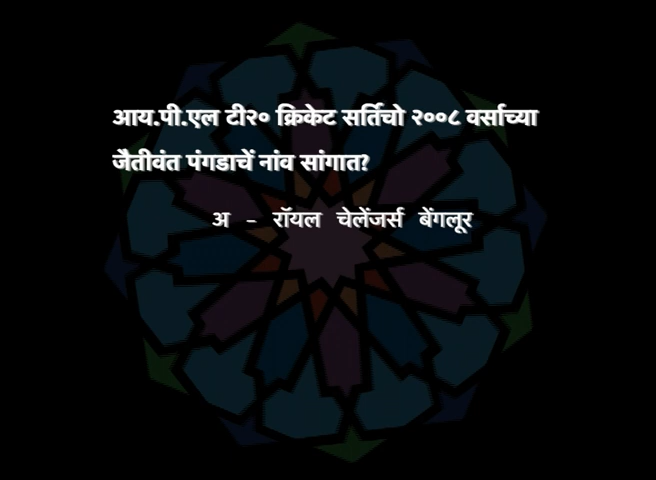 आय.पी.एल टी२० क्रिकेट सर्तिचो २००८ वर्साच्या
जैतीवंत पंगडाचें नांव सांगात?
अ - रॉयल चेलेंजर्स बेंगलूर